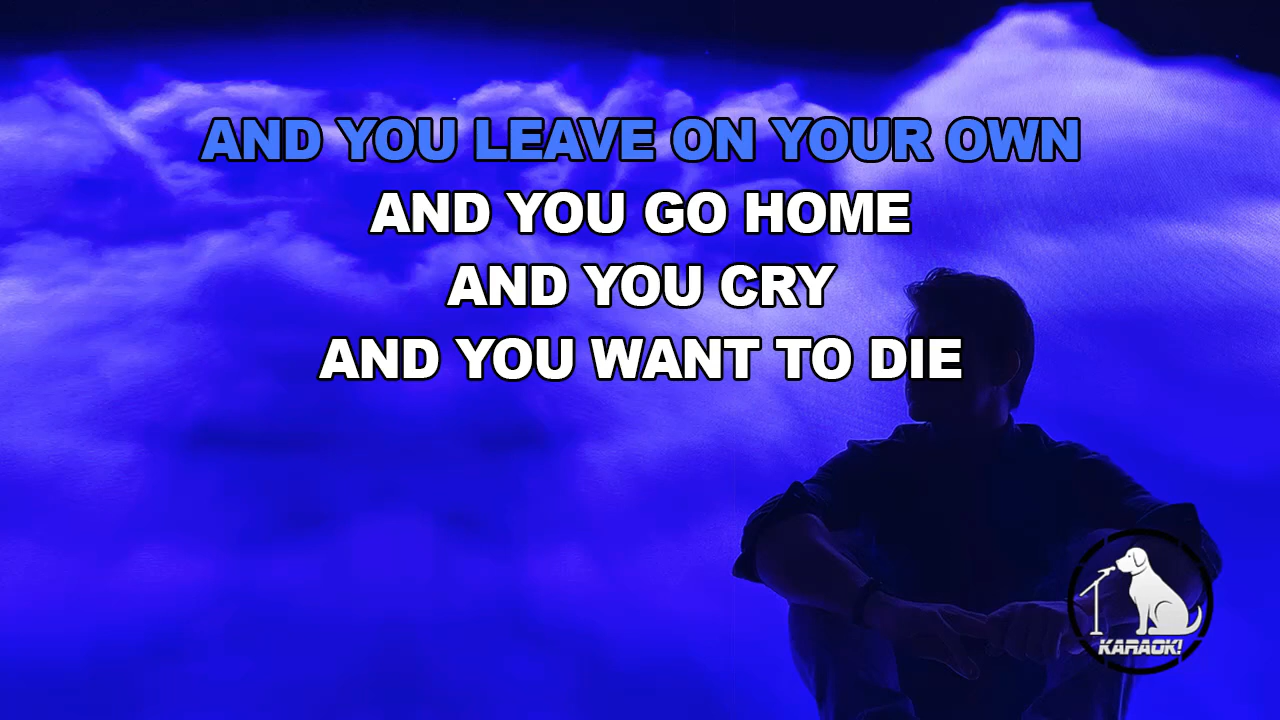 AND YOU LEAVE ON YOUR OWN
AND YOU GO HOME
AND YOU CRY
AND YOU WANT TO DIE
KARAOK!